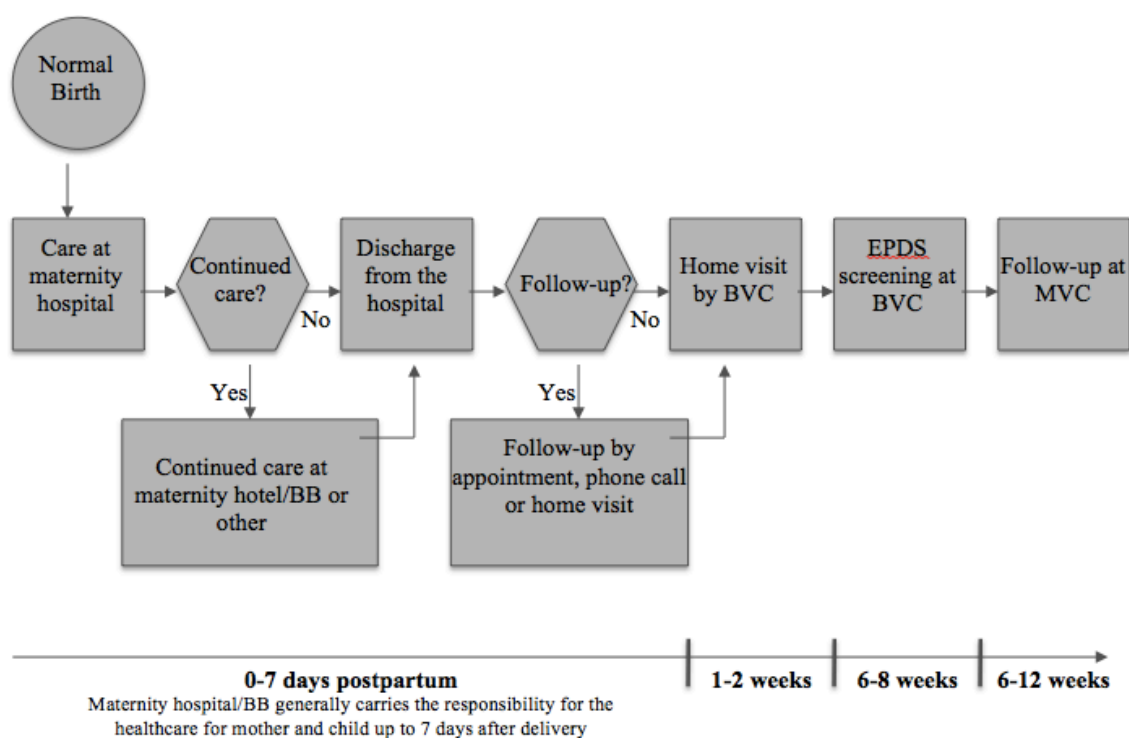 Normal
Birth
Care at
maternity
hospital
Continued
care?
No
Discharge
from the
hospital
Follow-up?
No
Home visit
by BVC
EPDS
screening at
BVC
Follow-up at
MVC
Yes
Continued care at
maternity hotel/BB or
other
Yes
Follow-up by
appointment, phone call
or home visit
0-7 days postpartum
Maternity hospital/BB generally carries the responsibility for the
healthcare for mother and child up to 7 days after delivery
1-2 weeks
6-8 weeks
6-12 weeks